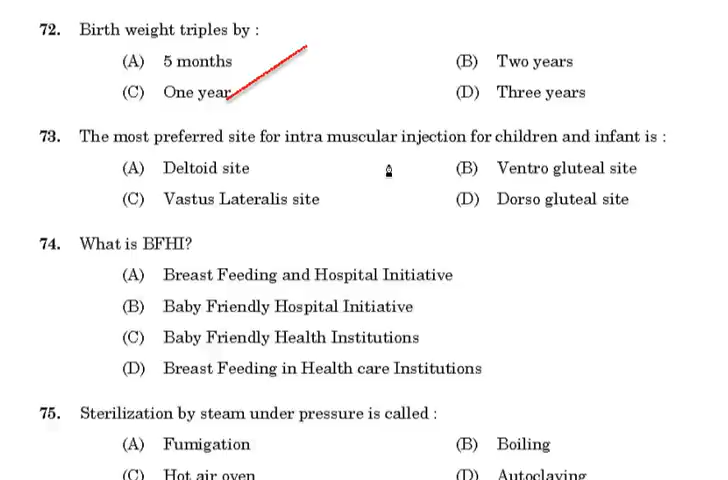 72. Birth weight triples by :
(A) 5 months (B) Two years
(C) One year (D) Three years
73. The most preferred site for intra muscular injection for children and infant is :
(A) Deltoid site (B) Ventro gluteal site
(C) Vastus Lateralis site (D) Dorso gluteal site
74. What is BFHI?
(A) Breast Feeding and Hospital Initiative
(B) Baby Friendly Hospital Initiative
(C) Baby Friendly Health Institutions
(D) Breast Feeding in Health care Institutions
75. Sterilization by steam under pressure is called :
(A) Fumigation (B) Boiling
(C) Hot air oven (D) Autoclaving